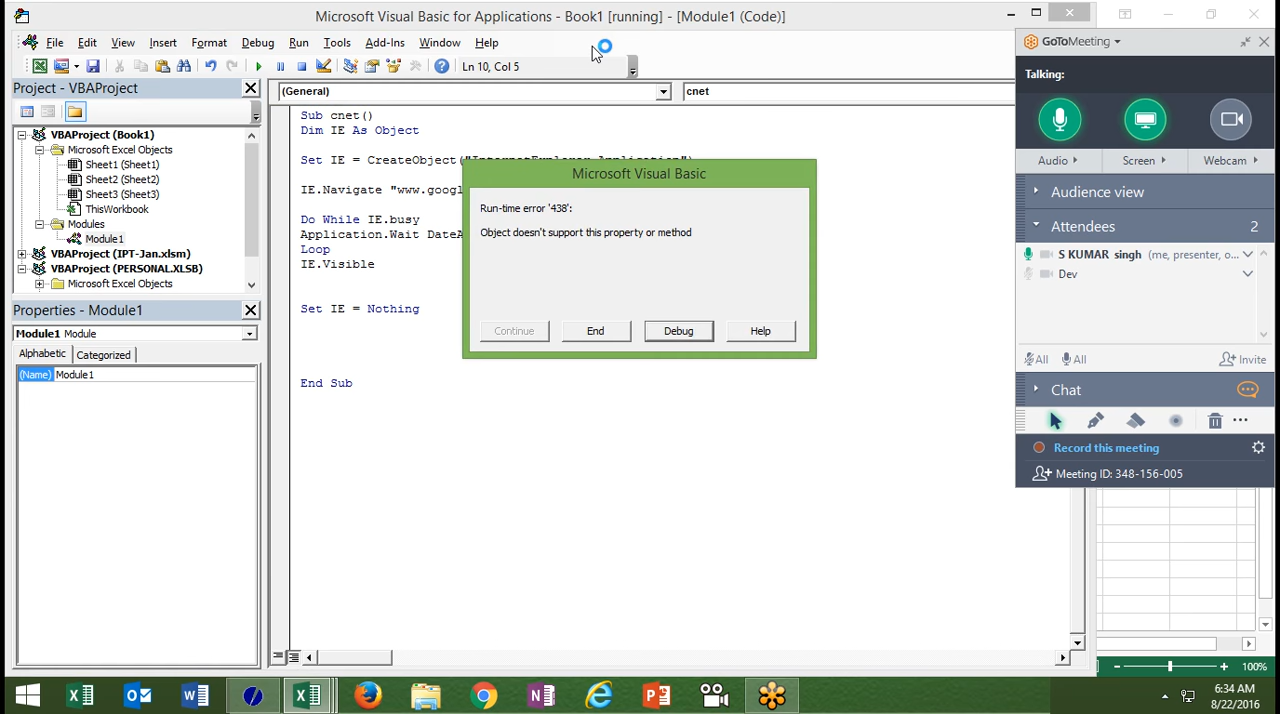 Microsoft Visual Basic for Applications - Book1 [running] - [Module1 (Code)]
File Edit View Insert Format Debug Run Tools Add-Ins Window Help
Ln 10, Col 5
Project - VBAProject
VBAProject (Book1)
Microsoft Excel Objects
Sheet1 (Sheet1)
Sheet2 (Sheet2)
Sheet3 (Sheet3)
ThisWorkbook
Modules
Module1
VBAProject (IPT-Jan.xlsm)
VBAProject (PERSONAL.XLSB)
Microsoft Excel Objects
Properties - Module1
Module1 Module
Alphabetic Categorized
(Name) Module1
(General) cnet
Sub cnet()
Dim IE As Object
Set IE = CreateObject("InternetExplorer.Application")
IE.Navigate "www.googl
Do While IE.busy
Application.Wait DateA
Loop
IE.Visible
Set IE = Nothing
End Sub
Microsoft Visual Basic
Run-time error '438':
Object doesn't support this property or method
Continue End Debug Help
GoToMeeting
Talking:
Audio Screen Webcam
Audience view
Attendees 2
S KUMAR singh (me, presenter, o...
Dev
All All Invite
Chat
Record this meeting
Meeting ID: 348-156-005
100%
6:34 AM
8/22/2016